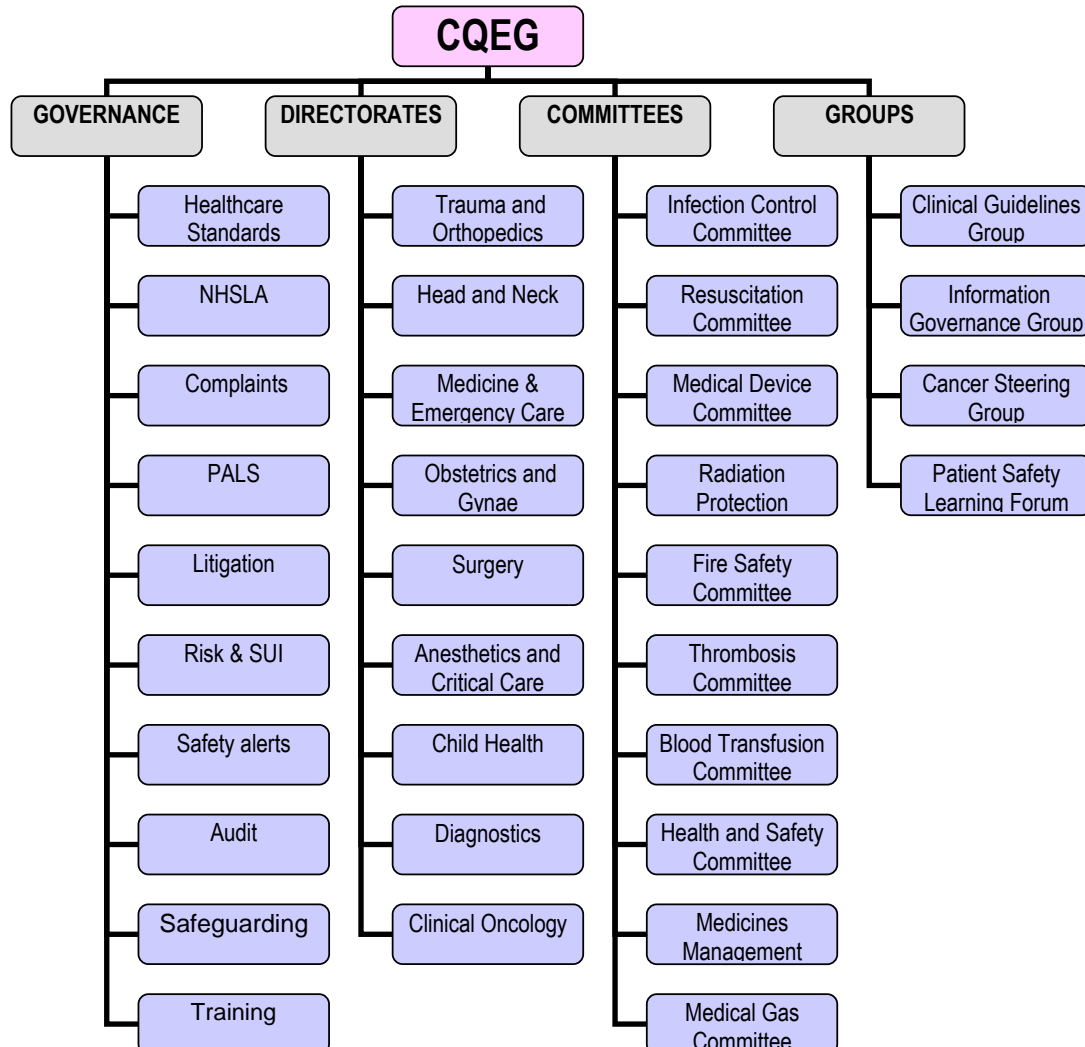 CQEG
GOVERNANCE
DIRECTORATES
COMMITTEES
GROUPS
Healthcare
Standards
NHSLA
Complaints
PALS
Litigation
Risk & SUI
Safety alerts
Audit
Safeguarding
Training
Trauma and
Orthopedics
Head and Neck
Medicine &
Emergency Care
Obstetrics and
Gynae
Surgery
Anesthetics and
Critical Care
Child Health
Diagnostics
Clinical Oncology
Infection Control
Committee
Resuscitation
Committee
Medical Device
Committee
Radiation
Protection
Fire Safety
Committee
Thrombosis
Committee
Blood Transfusion
Committee
Health and Safety
Committee
Medicines
Management
Medical Gas
Committee
Clinical Guidelines
Group
Information
Governance Group
Cancer Steering
Group
Patient Safety
Learning Forum